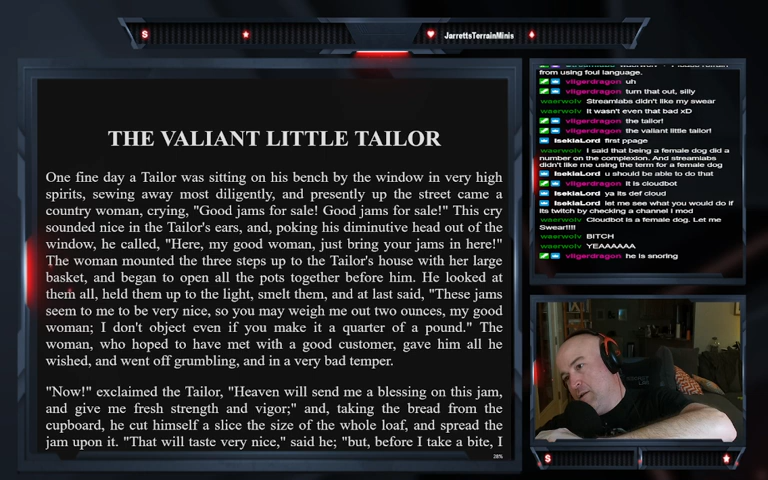 S
JarrettsTerrainMinis
THE VALIANT LITTLE TAILOR
One fine day a Tailor was sitting on his bench by the window in very high
spirits, sewing away most diligently, and presently up the street came a
country woman, crying, "Good jams for sale! Good jams for sale!" This cry
sounded nice in the Tailor's ears, and, poking his diminutive head out of the
window, he called, "Here, my good woman, just bring your jams in here!"
The woman mounted the three steps up to the Tailor's house with her large
basket, and began to open all the pots together before him. He looked at
them all, held them up to the light, smelt them, and at last said, "These jams
seem to me to be very nice, so you may weigh me out two ounces, my good
woman; I don't object even if you make it a quarter of a pound." The
woman, who hoped to have met with a good customer, gave him all he
wished, and went off grumbling, and in a very bad temper.
"Now!" exclaimed the Tailor, "Heaven will send me a blessing on this jam,
and give me fresh strength and vigor;" and, taking the bread from the
cupboard, he cut himself a slice the size of the whole loaf, and spread the
jam upon it. "That will taste very nice," said he; "but, before I take a bite, I
28%
from using foul language.
vilgerdragon uh
vilgerdragon turn that out, silly
waerwolv Streamlabs didn't like my swear
waerwolv It wasn't even that bad xD
vilgerdragon the tailor!
vilgerdragon the valiant little tailor!
IsekiaLord first ppage
waerwolv I said that being a female dog did a
number on the complexion. And streamlabs
didn't like me using the term for a female dog
IsekiaLord u should be able to do that
vilgerdragon It is cloudbot
IsekiaLord ya its def cloud
IsekiaLord let me see what you would do if
its twitch by checking a channel i mod
waerwolv Cloudbot is a female dog. Let me
Swear!!!!
waerwolv BITCH
waerwolv YEAAAAAA
vilgerdragon he is snoring
S